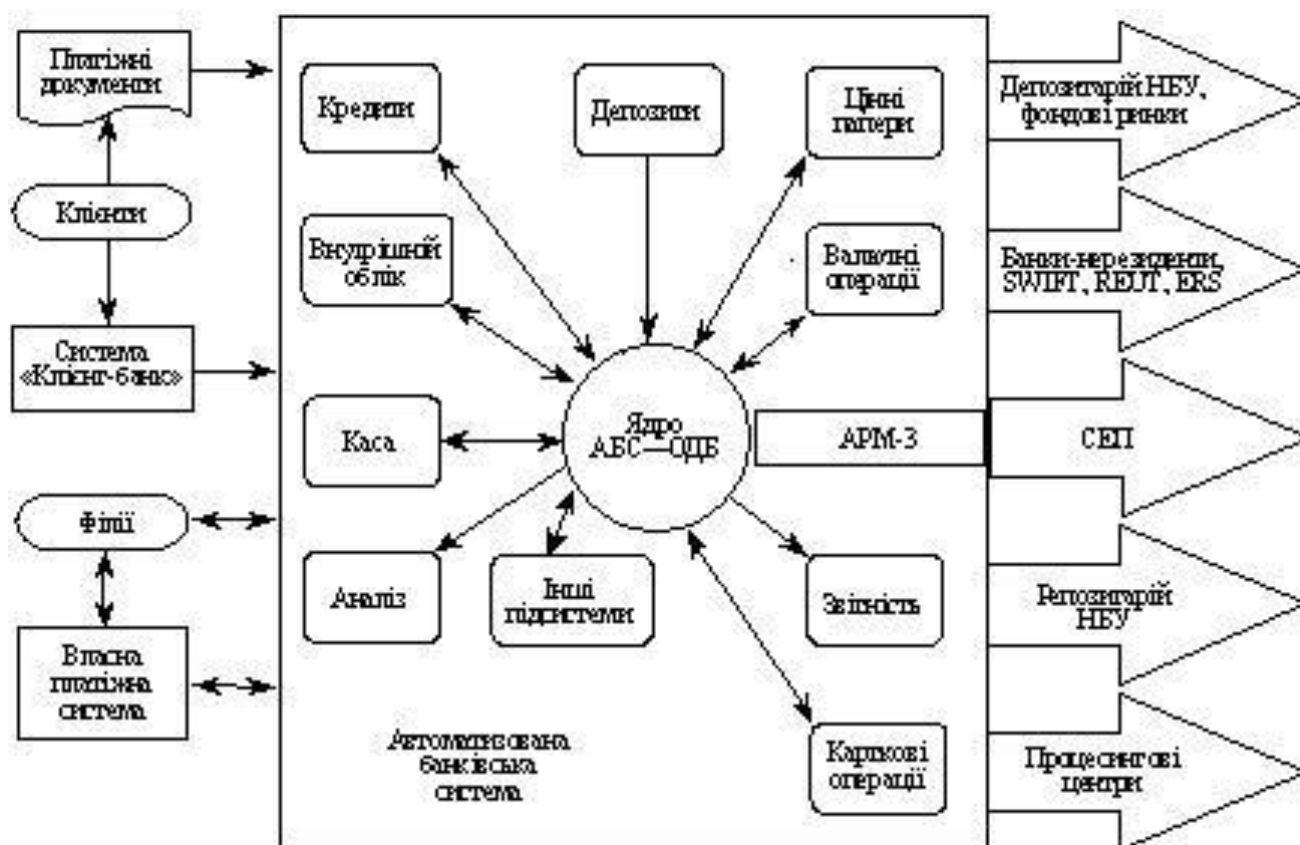 Платіжні
документи
Клієнти
Система
«Клієнт-банк»
Філії
Власна
платіжна
система
Кредити
Депозити
Цінні
папери
Внутрішній
облік
Валютні
операції
Каса
Ядро
АБС—ОДБ
АРМ-3
Аналіз
Інші
підсистеми
Звітність
Автоматизована
банківська
система
Карткові
операції
Депозитарій НБУ,
фондові ринки
Банки-нерезиденти,
SWIFT, REUT, ERS
СЕП
Репозитарій
НБУ
Процесингові
центри